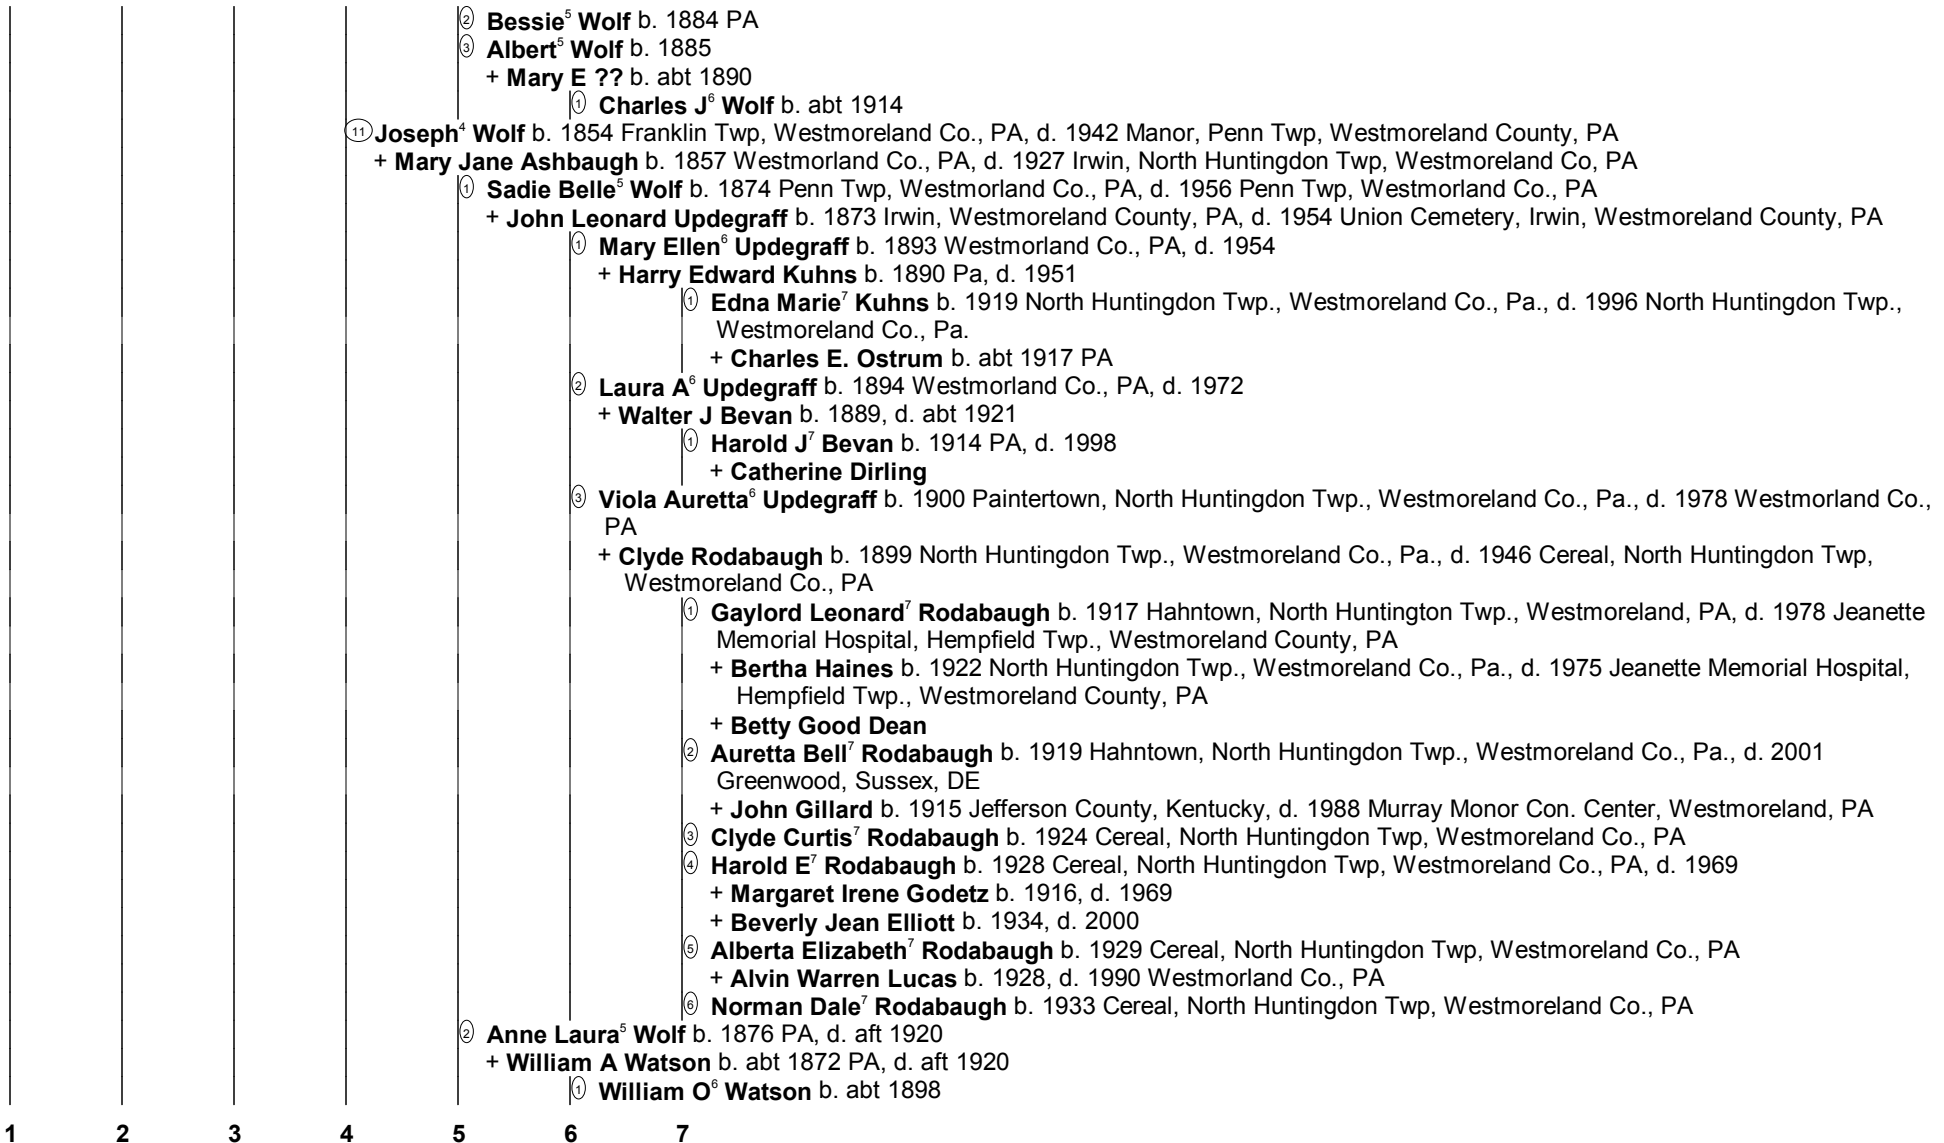 ② Bessie⁵ Wolf b. 1884 PA
③ Albert⁵ Wolf b. 1885
+ Mary E ?? b. abt 1890
① Charles J⁶ Wolf b. abt 1914
⑪ Joseph⁴ Wolf b. 1854 Franklin Twp, Westmoreland Co., PA, d. 1942 Manor, Penn Twp, Westmoreland County, PA
+ Mary Jane Ashbaugh b. 1857 Westmorland Co., PA, d. 1927 Irwin, North Huntingdon Twp, Westmoreland Co, PA
① Sadie Belle⁵ Wolf b. 1874 Penn Twp, Westmorland Co., PA, d. 1956 Penn Twp, Westmorland Co., PA
+ John Leonard Updegraff b. 1873 Irwin, Westmoreland County, PA, d. 1954 Union Cemetery, Irwin, Westmoreland County, PA
① Mary Ellen⁶ Updegraff b. 1893 Westmorland Co., PA, d. 1954
+ Harry Edward Kuhns b. 1890 Pa, d. 1951
① Edna Marie⁷ Kuhns b. 1919 North Huntingdon Twp., Westmoreland Co., Pa., d. 1996 North Huntingdon Twp.,
Westmoreland Co., Pa.
+ Charles E. Ostrum b. abt 1917 PA
② Laura A⁶ Updegraff b. 1894 Westmorland Co., PA, d. 1972
+ Walter J Bevan b. 1889, d. abt 1921
① Harold J⁷ Bevan b. 1914 PA, d. 1998
+ Catherine Dirling
③ Viola Auretta⁶ Updegraff b. 1900 Paintertown, North Huntingdon Twp., Westmoreland Co., Pa., d. 1978 Westmorland Co.,
PA
+ Clyde Rodabaugh b. 1899 North Huntingdon Twp., Westmoreland Co., Pa., d. 1946 Cereal, North Huntingdon Twp,
Westmoreland Co., PA
① Gaylord Leonard⁷ Rodabaugh b. 1917 Hahntown, North Huntington Twp., Westmoreland, PA, d. 1978 Jeanette
Memorial Hospital, Hempfield Twp., Westmoreland County, PA
+ Bertha Haines b. 1922 North Huntingdon Twp., Westmoreland Co., Pa., d. 1975 Jeanette Memorial Hospital,
Hempfield Twp., Westmoreland County, PA
+ Betty Good Dean
② Auretta Bell⁷ Rodabaugh b. 1919 Hahntown, North Huntingdon Twp., Westmoreland Co., Pa., d. 2001
Greenwood, Sussex, DE
+ John Gillard b. 1915 Jefferson County, Kentucky, d. 1988 Murray Monor Con. Center, Westmoreland, PA
③ Clyde Curtis⁷ Rodabaugh b. 1924 Cereal, North Huntingdon Twp, Westmoreland Co., PA
④ Harold E⁷ Rodabaugh b. 1928 Cereal, North Huntingdon Twp, Westmoreland Co., PA, d. 1969
+ Margaret Irene Godetz b. 1916, d. 1969
+ Beverly Jean Elliott b. 1934, d. 2000
⑤ Alberta Elizabeth⁷ Rodabaugh b. 1929 Cereal, North Huntingdon Twp, Westmoreland Co., PA
+ Alvin Warren Lucas b. 1928, d. 1990 Westmorland Co., PA
⑥ Norman Dale⁷ Rodabaugh b. 1933 Cereal, North Huntingdon Twp, Westmoreland Co., PA
② Anne Laura⁵ Wolf b. 1876 PA, d. aft 1920
+ William A Watson b. abt 1872 PA, d. aft 1920
① William O⁶ Watson b. abt 1898
1 2 3 4 5 6 7